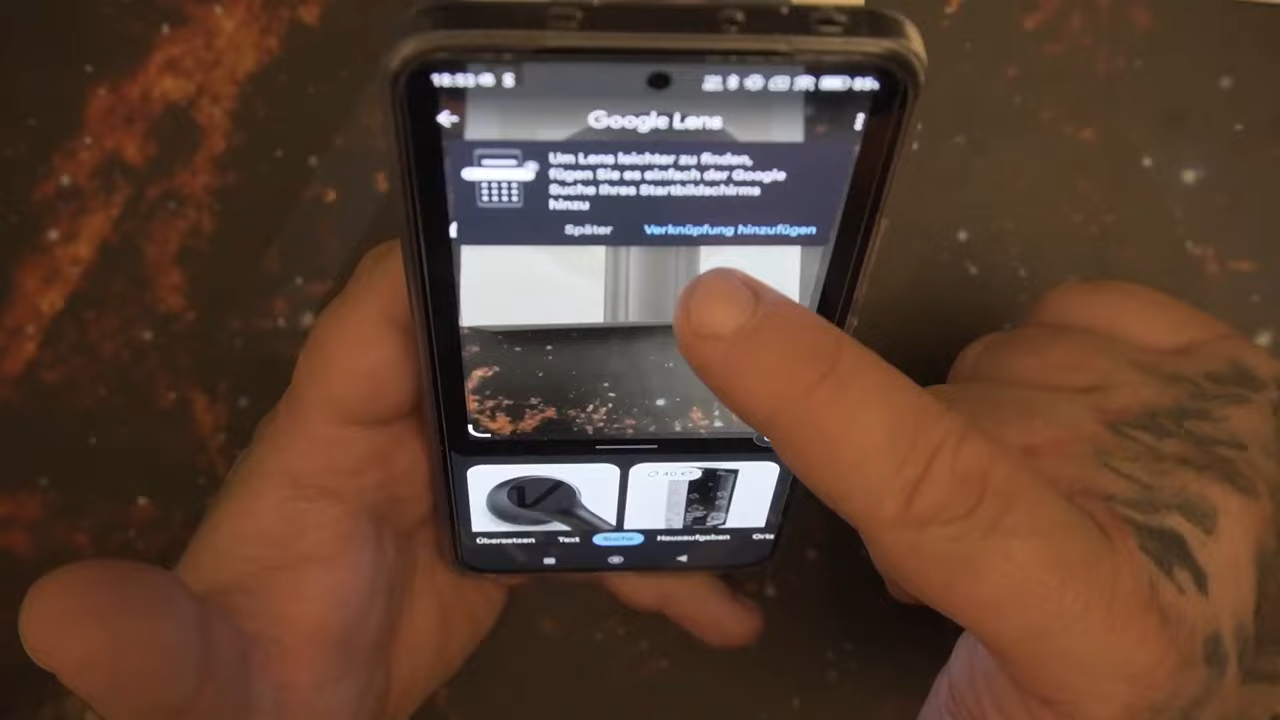 Google Lens
Um Lens leichter zu finden,
fügen Sie es einfach der Google
Suche Ihres Startbildschirms
hinzu
Später Verknüpfung hinzufügen
Übersetzen Text Suche Hausaufgaben Orte